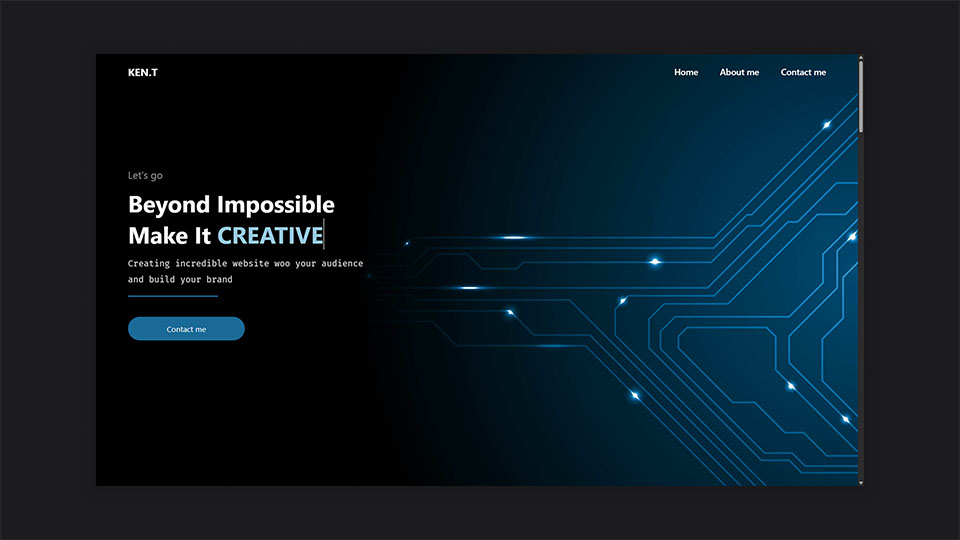 KEN.T
Home About me Contact me
Let's go
Beyond Impossible
Make It CREATIVE
Creating incredible website woo your audience
and build your brand
Contact me